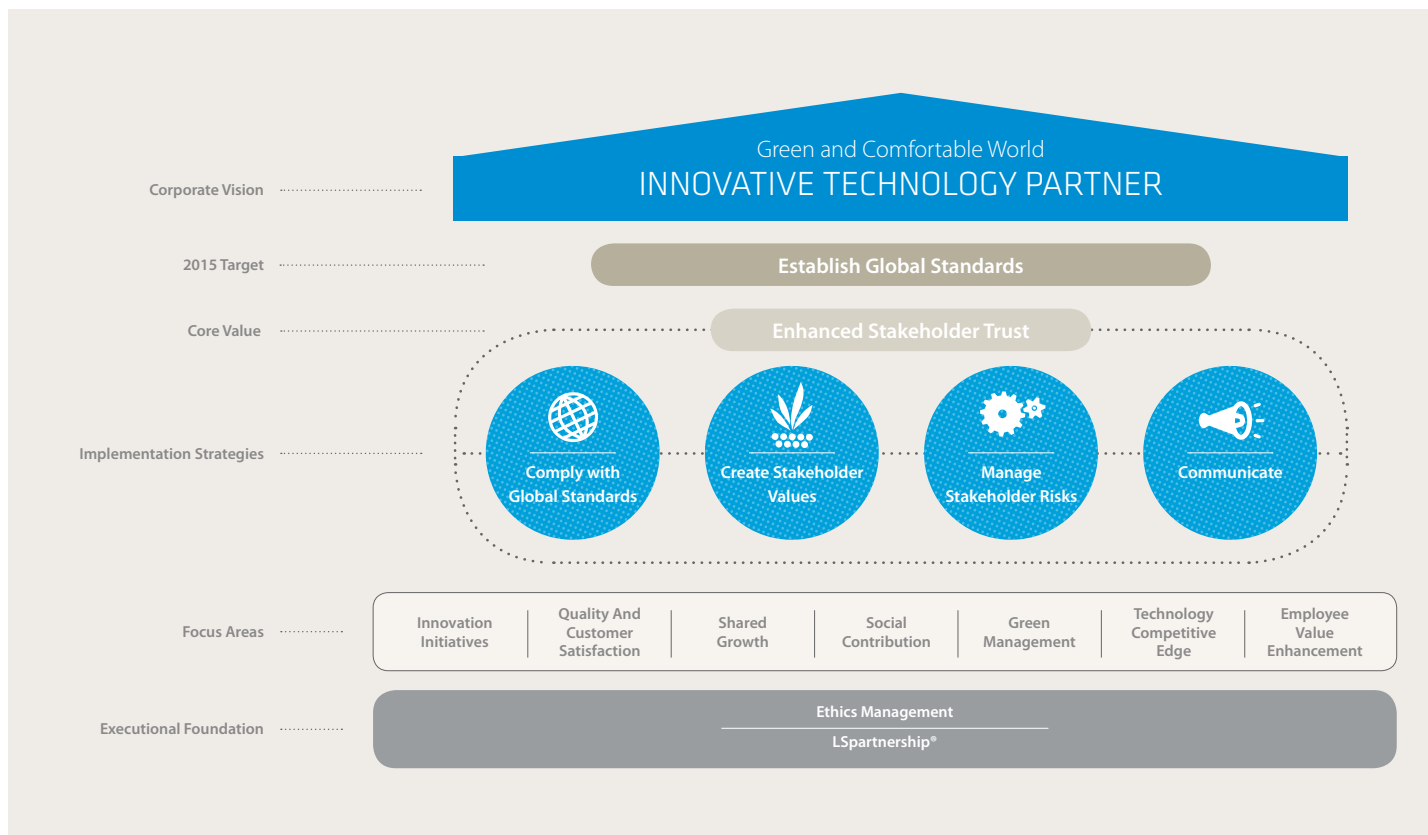 Green and Comfortable World
Corporate Vision
INNOVATIVE TECHNOLOGY PARTNER
2015 Target
Establish Global Standards
Core Value
Enhanced Stakeholder Trust
Implementation Strategies
Comply with
Global Standards
Create Stakeholder
Values
Manage
Stakeholder Risks
Communicate
Focus Areas
Innovation
Initiatives
Quality And
Customer
Satisfaction
Shared
Growth
Social
Contribution
Green
Management
Technology
Competitive
Edge
Employee
Value
Enhancement
Executional Foundation
Ethics Management
LSpartnership®